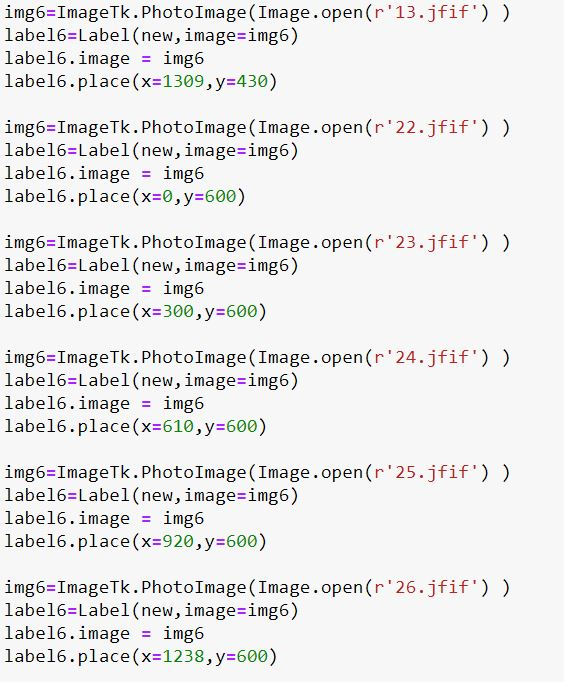 img6=ImageTk.PhotoImage(Image.open(r'13.jfif') )
label6=Label(new,image=img6)
label6.image = img6
label6.place(x=1309,y=430)

img6=ImageTk.PhotoImage(Image.open(r'22.jfif') )
label6=Label(new,image=img6)
label6.image = img6
label6.place(x=0,y=600)

img6=ImageTk.PhotoImage(Image.open(r'23.jfif') )
label6=Label(new,image=img6)
label6.image = img6
label6.place(x=300,y=600)

img6=ImageTk.PhotoImage(Image.open(r'24.jfif') )
label6=Label(new,image=img6)
label6.image = img6
label6.place(x=610,y=600)

img6=ImageTk.PhotoImage(Image.open(r'25.jfif') )
label6=Label(new,image=img6)
label6.image = img6
label6.place(x=920,y=600)

img6=ImageTk.PhotoImage(Image.open(r'26.jfif') )
label6=Label(new,image=img6)
label6.image = img6
label6.place(x=1238,y=600)